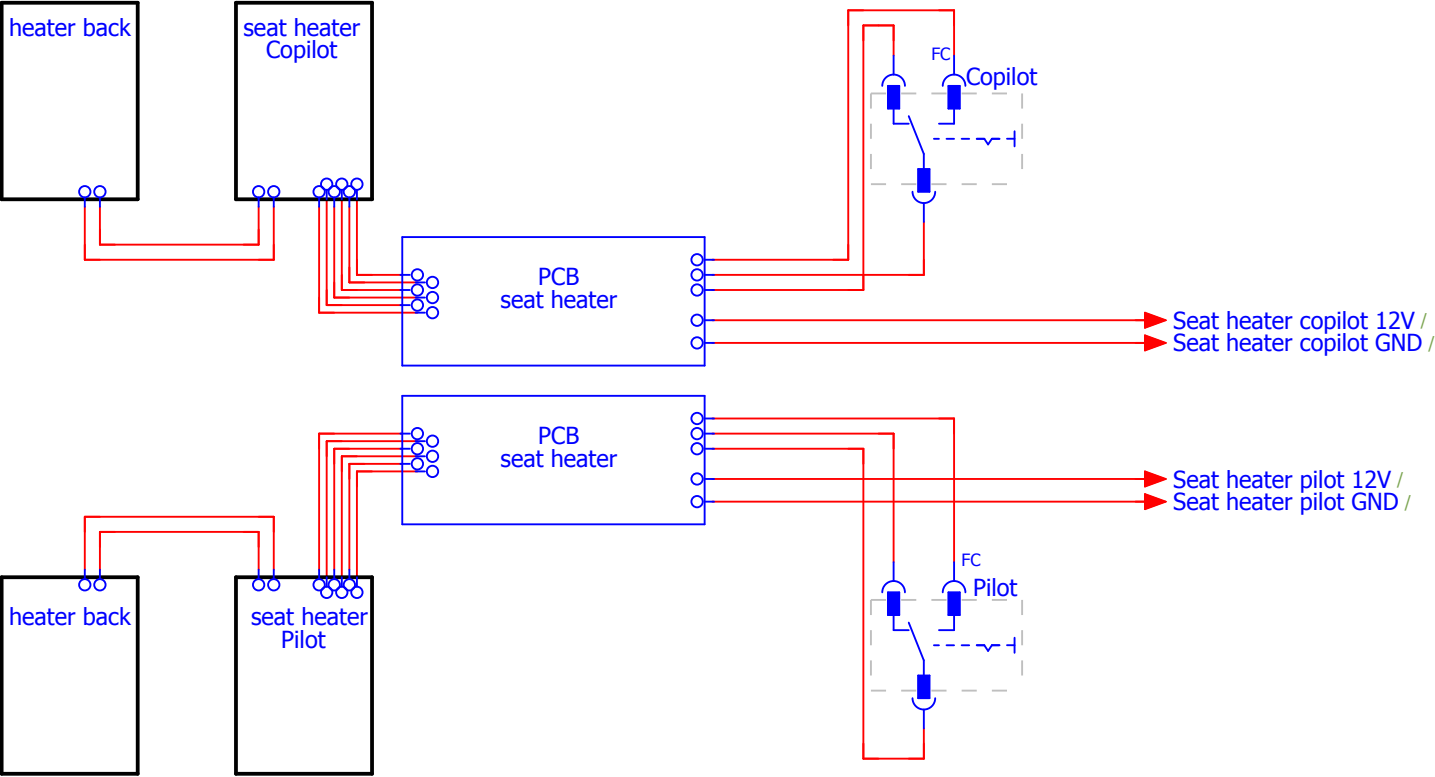 heater back
seat heater
Copilot
FC
Copilot
PCB
seat heater
Seat heater copilot 12V /
Seat heater copilot GND /
PCB
seat heater
Seat heater pilot 12V /
Seat heater pilot GND /
FC
Pilot
heater back
seat heater
Pilot